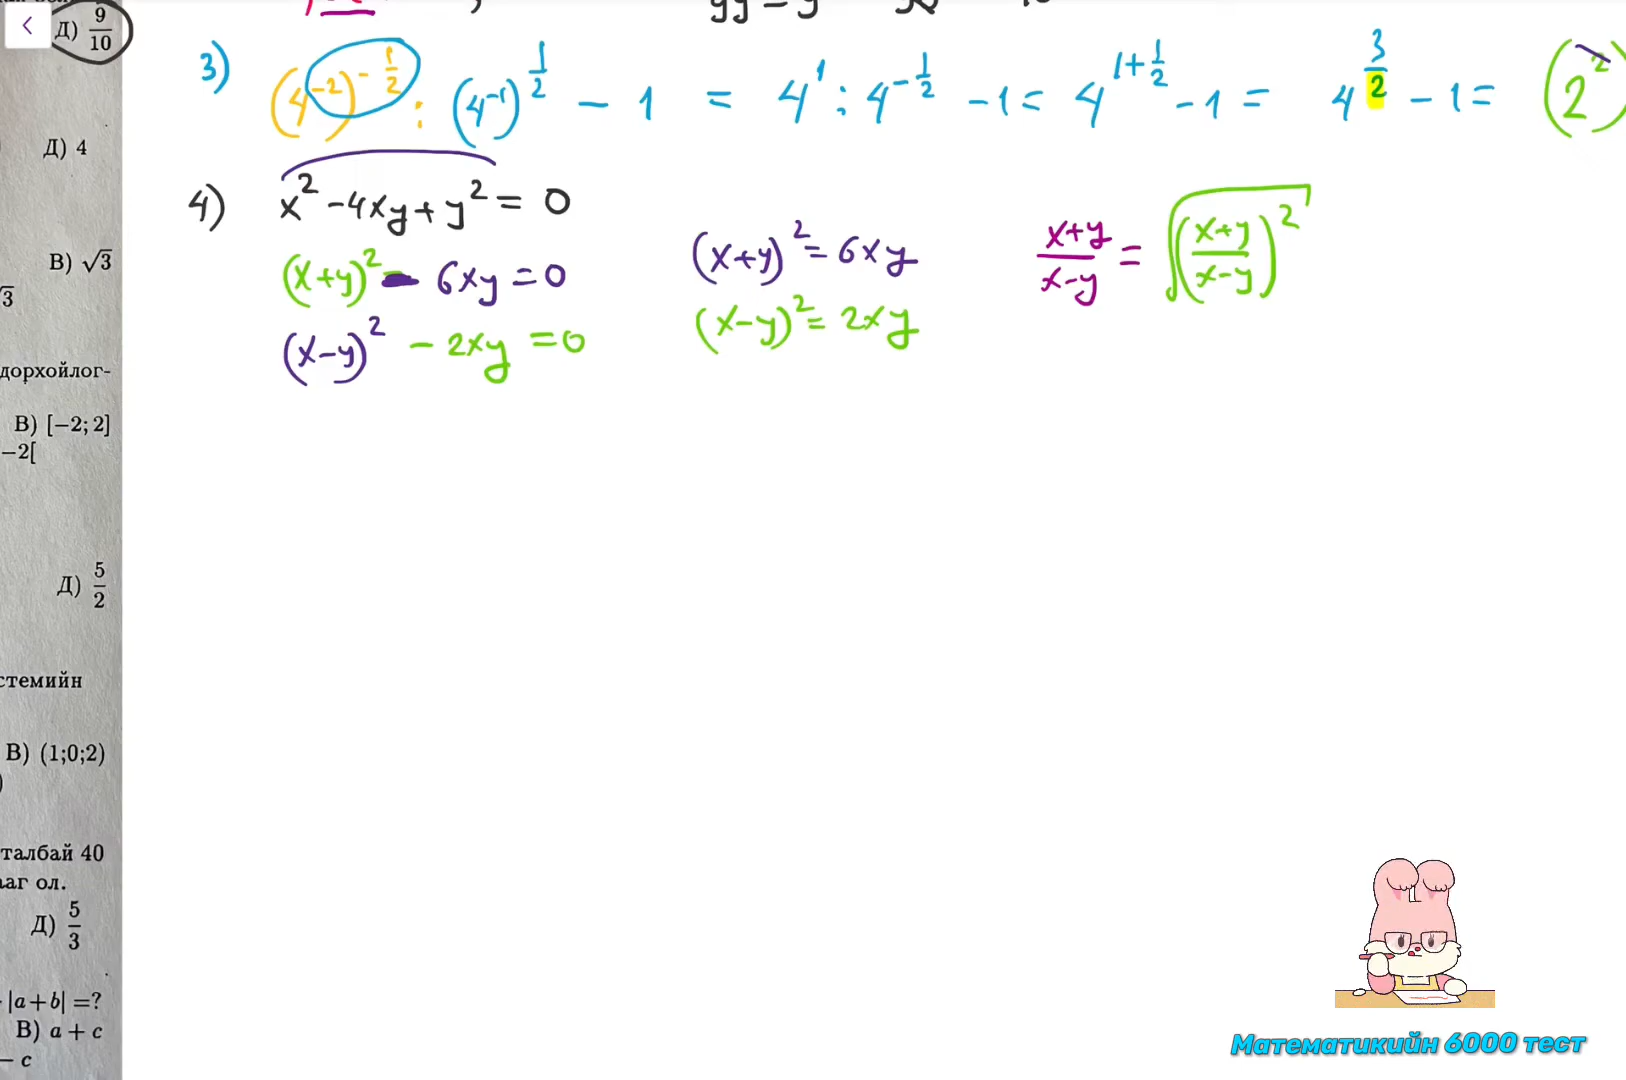 Д) 9/10
3) (4^-2)^-1/2 : (4^-1)^1/2 - 1 = 4^1 : 4^-1/2 - 1 = 4^1+1/2 - 1 = 4^3/2 - 1 = (2^2)
Д) 4
4) x^2 - 4xy + y^2 = 0
(x+y)^2 - 6xy = 0
(x-y)^2 - 2xy = 0
(x+y)^2 = 6xy
(x-y)^2 = 2xy
x+y/x-y = √(x+y/x-y)^2
В) √3
√3
дорхойлог-
В) [−2; 2]
−2[
Д) 5/2
стемийн
В) (1;0;2)
)
талбай 40
ааг ол.
Д) 5/3
|a+b| =?
В) a + c
− c
Математикийн 6000 тест